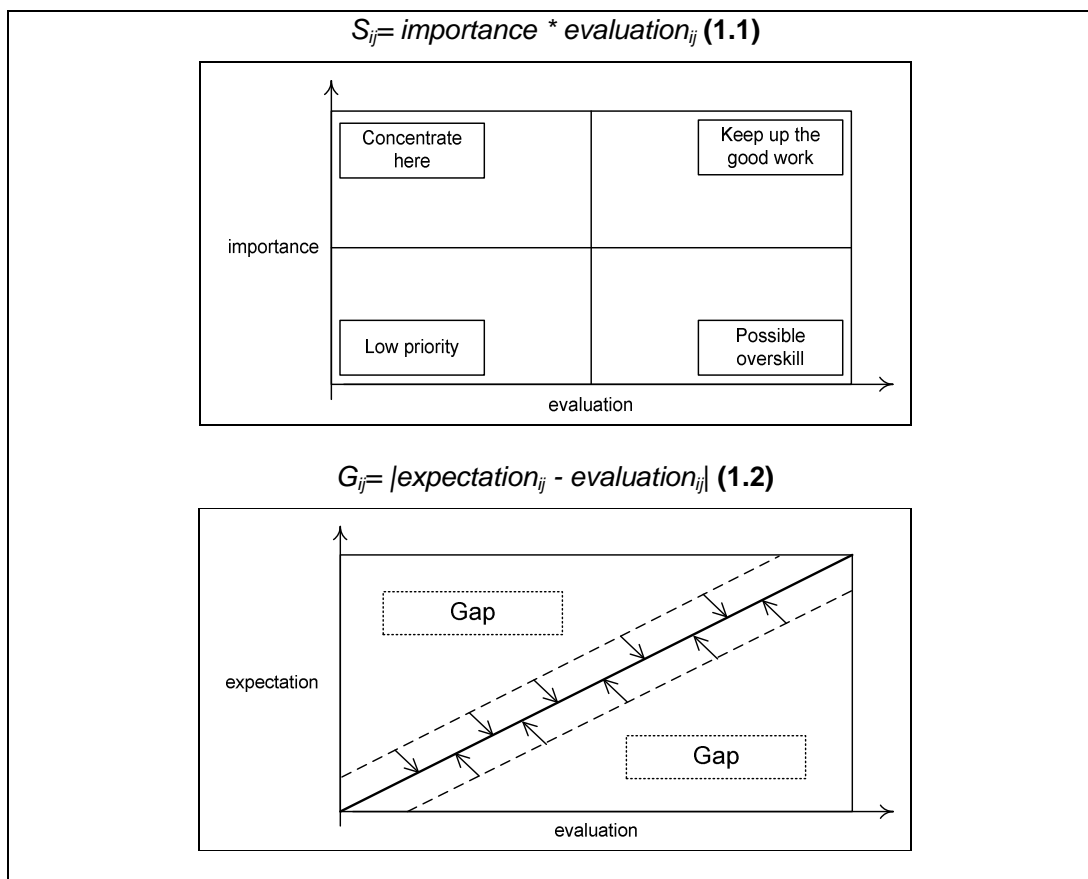 Sij= importance * evaluationij (1.1)
Concentrate
here
Keep up the
good work
importance
Low priority
Possible
overskill
evaluation
Gij= |expectationij - evaluationij| (1.2)
Gap
expectation
Gap
evaluation